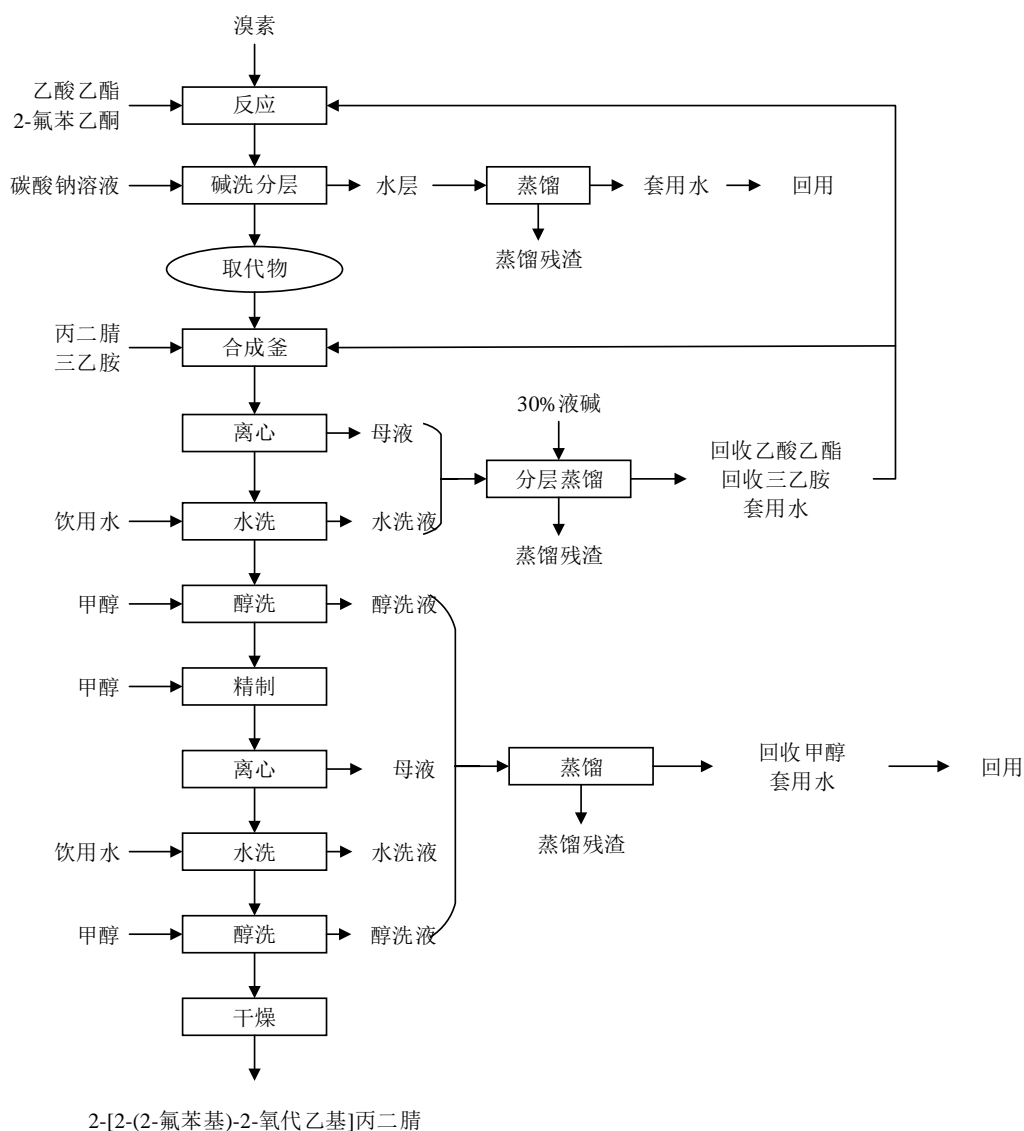 溴素
乙酸乙酯
2-氟苯乙酮
反应
碳酸钠溶液
碱洗分层
水层
蒸馏
套用水
回用
蒸馏残渣
取代物
丙二腈
三乙胺
合成釜
30%液碱
离心
母液
分层蒸馏
回收乙酸乙酯
回收三乙胺
套用水
饮用水
水洗
水洗液
蒸馏残渣
甲醇
醇洗
醇洗液
甲醇
精制
离心
母液
蒸馏
回收甲醇
套用水
回用
饮用水
水洗
水洗液
蒸馏残渣
甲醇
醇洗
醇洗液
干燥
2-[2-(2-氟苯基)-2-氧代乙基]丙二腈